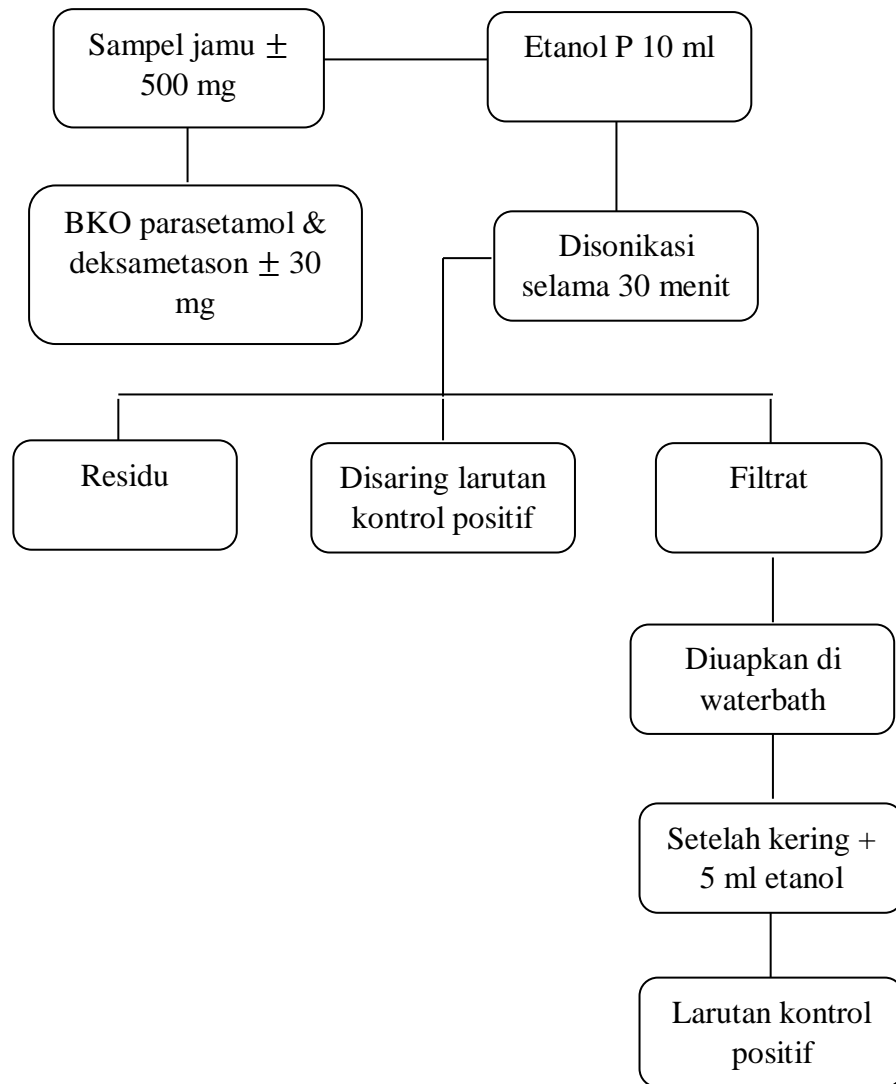 Sampel jamu ±
500 mg
Etanol P 10 ml
BKO parasetamol &
deksametason ± 30
mg
Disonikasi
selama 30 menit
Residu
Disaring larutan
kontrol positif
Filtrat
Diuapkan di
waterbath
Setelah kering +
5 ml etanol
Larutan kontrol
positif